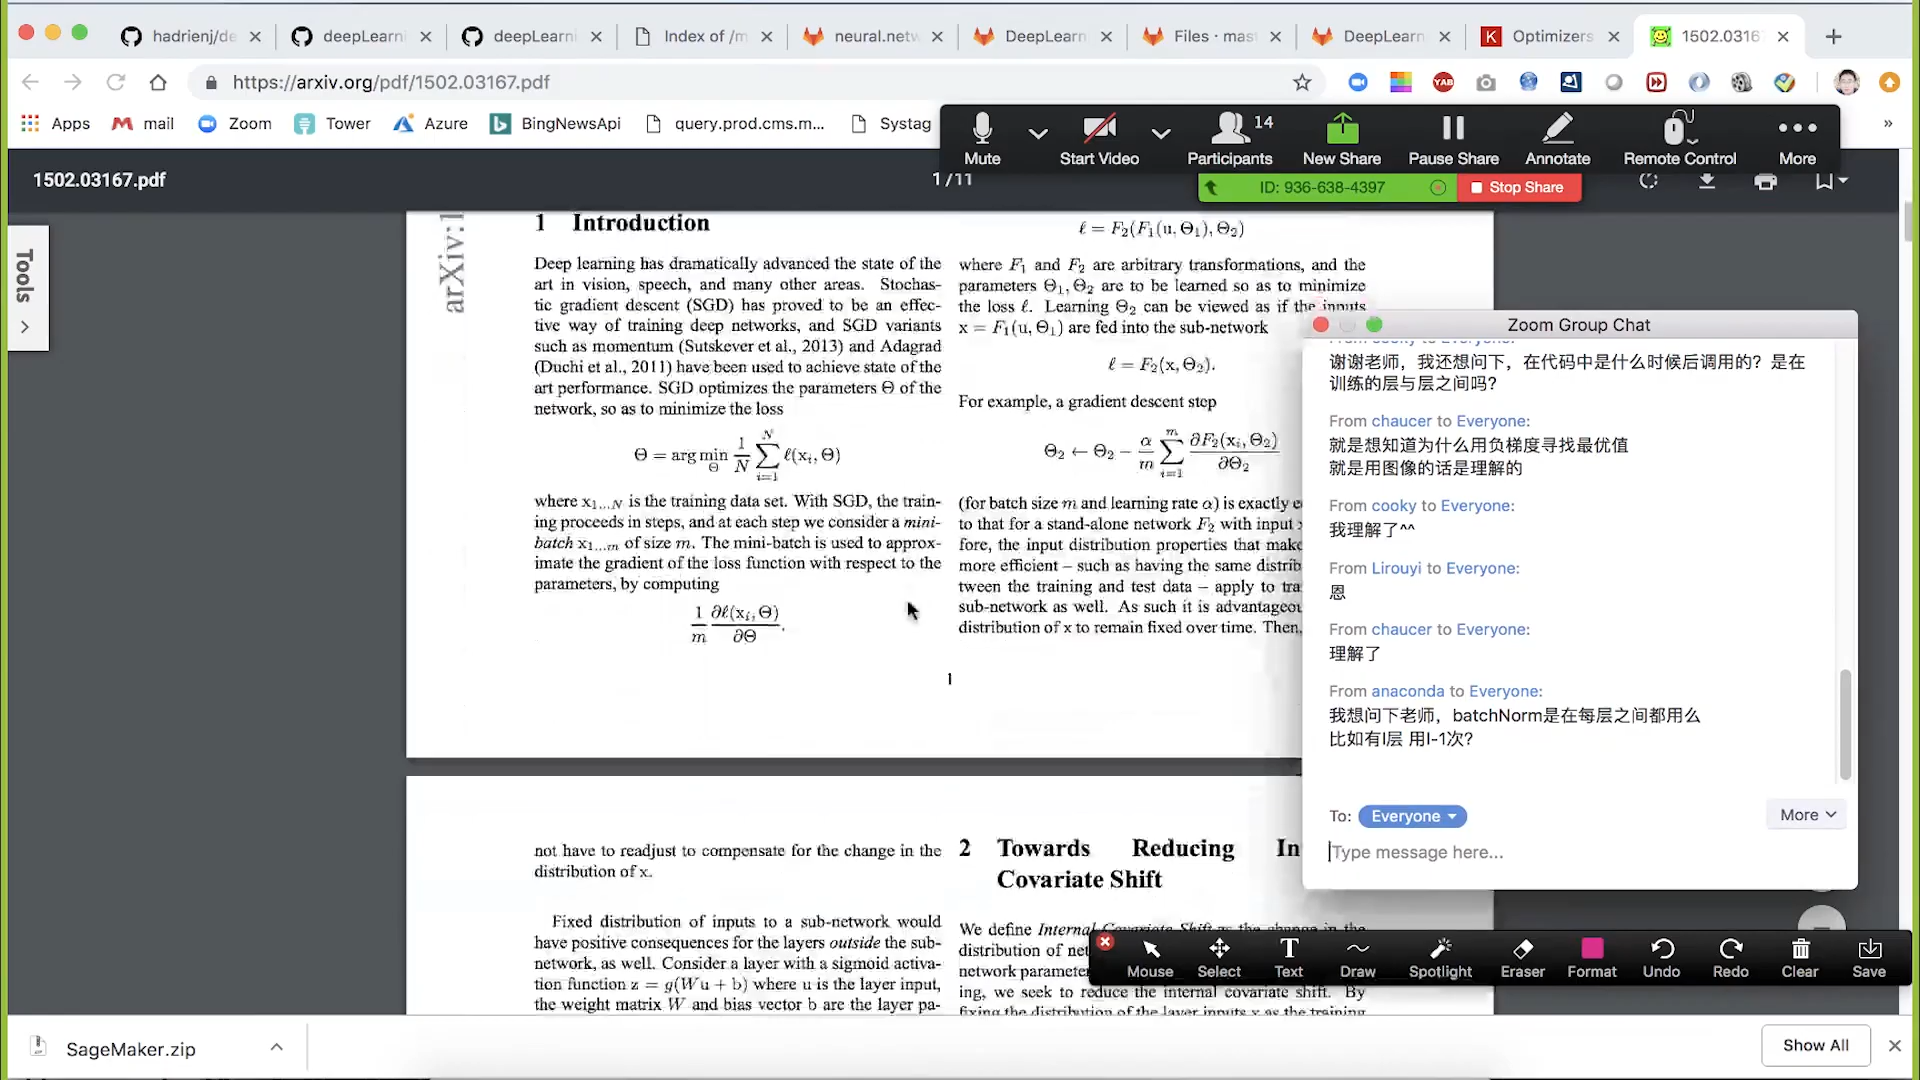 hadrienj/de
deepLearni
deepLearni
Index of /m
neural.netw
DeepLearn
Files · mast
DeepLearn
K Optimizers
1502.03167
https://arxiv.org/pdf/1502.03167.pdf
Apps
mail
Zoom
Tower
Azure
BingNewsApi
query.prod.cms.m...
Systag
Mute
Start Video
Participants 14
New Share
Pause Share
Annotate
Remote Control
More
ID: 936-638-4397
Stop Share
1502.03167.pdf
1 / 11
Tools
arXiv:1
1 Introduction
Deep learning has dramatically advanced the state of the
art in vision, speech, and many other areas. Stochas-
tic gradient descent (SGD) has proved to be an effec-
tive way of training deep networks, and SGD variants
such as momentum (Sutskever et al., 2013) and Adagrad
(Duchi et al., 2011) have been used to achieve state of the
art performance. SGD optimizes the parameters Θ of the
network, so as to minimize the loss
Θ = arg min_Θ 1/N ∑_{i=1}^{N} ℓ(x_i, Θ)
where x_{1...N} is the training data set. With SGD, the train-
ing proceeds in steps, and at each step we consider a mini-
batch x_{1...m} of size m. The mini-batch is used to approx-
imate the gradient of the loss function with respect to the
parameters, by computing
1/m ∂ℓ(x_i, Θ)/∂Θ.
ℓ = F₂(F₁(u, Θ₁), Θ₂)
where F₁ and F₂ are arbitrary transformations, and the
parameters Θ₁, Θ₂ are to be learned so as to minimize
the loss ℓ. Learning Θ₂ can be viewed as if the inputs
x = F₁(u, Θ₁) are fed into the sub-network
ℓ = F₂(x, Θ₂).
For example, a gradient descent step
Θ₂ ← Θ₂ − α/m ∑_{i=1}^{m} ∂F₂(x_i, Θ₂)/∂Θ₂
(for batch size m and learning rate α) is exactly e
to that for a stand-alone network F₂ with input
fore, the input distribution properties that make
more efficient – such as having the same distrib
tween the training and test data – apply to tra
sub-network as well. As such it is advantageou
distribution of x to remain fixed over time. Then,
1
not have to readjust to compensate for the change in the
distribution of x.
Fixed distribution of inputs to a sub-network would
have positive consequences for the layers outside the sub-
network, as well. Consider a layer with a sigmoid activa-
tion function z = g(Wu + b) where u is the layer input,
the weight matrix W and bias vector b are the layer pa-
2 Towards Reducing In
Covariate Shift
We define Internal Covariate Shift as the change in the
distribution of net
network parameter
ing, we seek to reduce the internal covariate shift. By
fixing the distribution of the layer inputs x as the training
Zoom Group Chat
From cooky to Everyone:
谢谢老师，我还想问下，在代码中是什么时候后调用的？是在
训练的层与层之间吗？
From chaucer to Everyone:
就是想知道为什么用负梯度寻找最优值
就是用图像的话是理解的
From cooky to Everyone:
我理解了^^
From Lirouyi to Everyone:
恩
From chaucer to Everyone:
理解了
From anaconda to Everyone:
我想问下老师，batchNorm是在每层之间都用么
比如有l层 用l-1次？
To: Everyone
More
Type message here...
Mouse
Select
Text
Draw
Spotlight
Eraser
Format
Undo
Redo
Clear
Save
SageMaker.zip
Show All